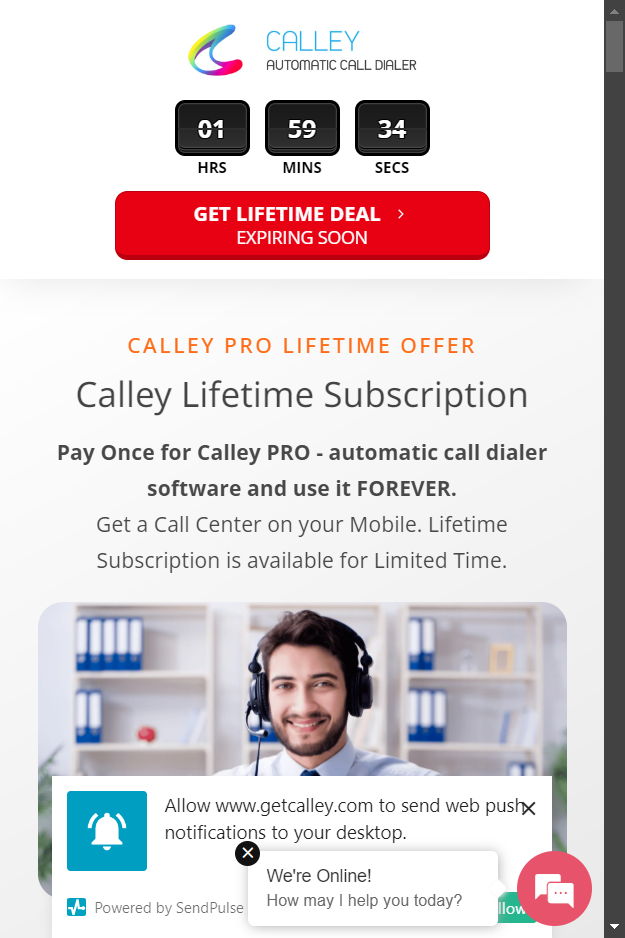 CALLEY
AUTOMATIC CALL DIALER
01 59 34
HRS MINS SECS
GET LIFETIME DEAL
EXPIRING SOON
CALLEY PRO LIFETIME OFFER
Calley Lifetime Subscription
Pay Once for Calley PRO - automatic call dialer
software and use it FOREVER.
Get a Call Center on your Mobile. Lifetime
Subscription is available for Limited Time.
Allow www.getcalley.com to send web push
notifications to your desktop.
We're Online!
How may I help you today?
Powered by SendPulse